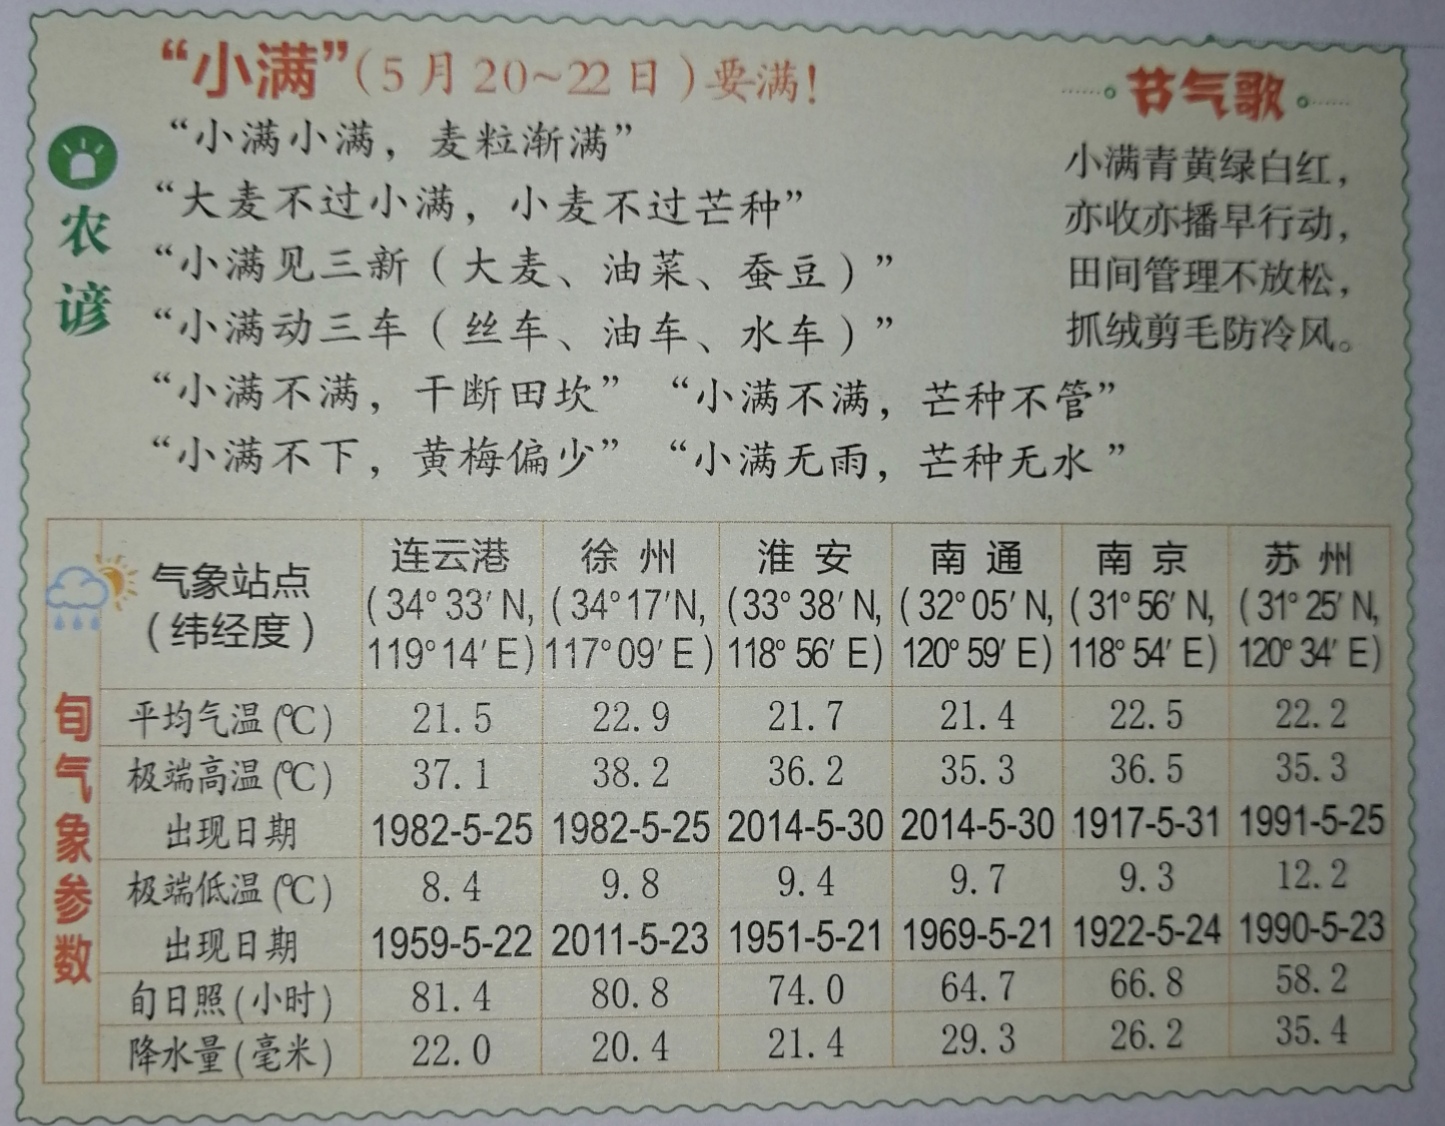 “小满”(5月20~22日)要满!
农谚
“小满小满，麦粒渐满”
“大麦不过小满，小麦不过芒种”
“小满见三新（大麦、油菜、蚕豆）”
“小满动三车（丝车、油车、水车）”
“小满不满，干断田坎” “小满不满，芒种不管”
“小满不下，黄梅偏少” “小满无雨，芒种无水”
节气歌
小满青黄绿白红，
亦收亦播早行动，
田间管理不放松，
抓绒剪毛防冷风。
旬气象参数
气象站点 连云港 徐州 淮安 南通 南京 苏州
(纬经度) (34°33′N, (34°17′N, (33°38′N, (32°05′N, (31°56′N, (31°25′N,
119°14′E) 117°09′E) 118°56′E) 120°59′E) 118°54′E) 120°34′E)
平均气温(℃) 21.5 22.9 21.7 21.4 22.5 22.2
极端高温(℃) 37.1 38.2 36.2 35.3 36.5 35.3
出现日期 1982-5-25 1982-5-25 2014-5-30 2014-5-30 1917-5-31 1991-5-25
极端低温(℃) 8.4 9.8 9.4 9.7 9.3 12.2
出现日期 1959-5-22 2011-5-23 1951-5-21 1969-5-21 1922-5-24 1990-5-23
旬日照(小时) 81.4 80.8 74.0 64.7 66.8 58.2
降水量(毫米) 22.0 20.4 21.4 29.3 26.2 35.4